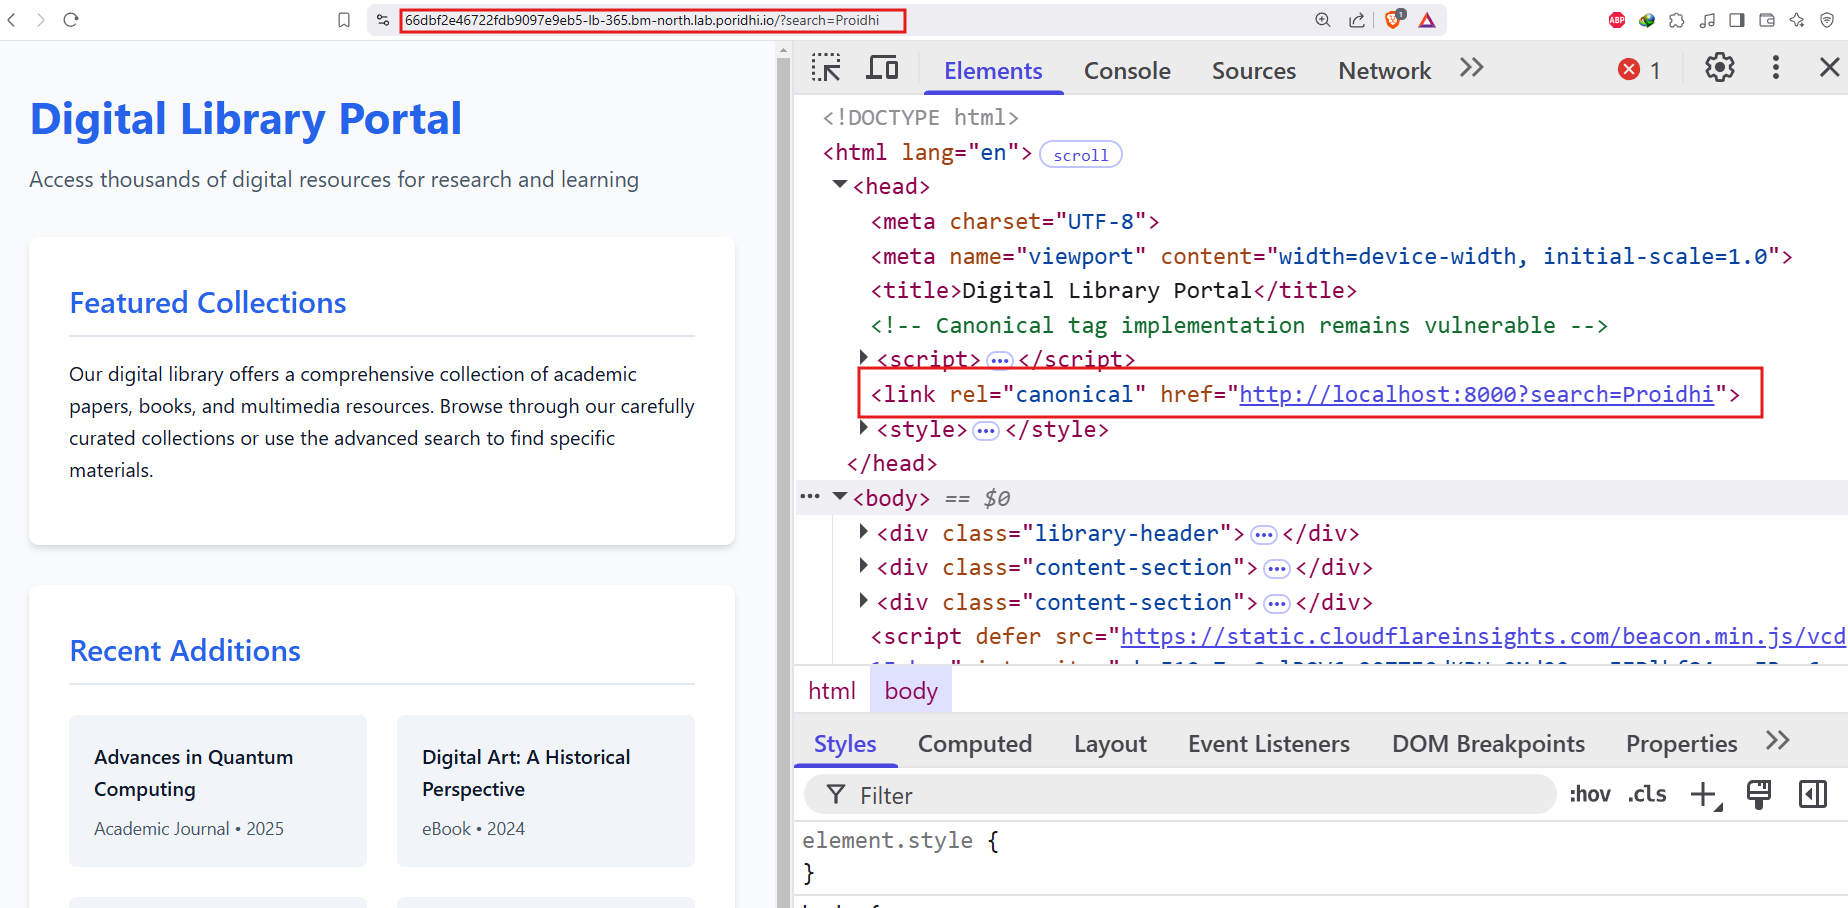 66dbf2e46722fdb9097e9eb5-lb-365.bm-north.lab.poridhi.io/?search=Proidhi
1
ABP
Digital Library Portal
Access thousands of digital resources for research and learning
Featured Collections
Our digital library offers a comprehensive collection of academic
papers, books, and multimedia resources. Browse through our carefully
curated collections or use the advanced search to find specific
materials.
Recent Additions
Advances in Quantum
Computing
Academic Journal • 2025
Digital Art: A Historical
Perspective
eBook • 2024
Elements Console Sources Network 1
<!DOCTYPE html>
<html lang="en"> scroll
<head>
<meta charset="UTF-8">
<meta name="viewport" content="width=device-width, initial-scale=1.0">
<title>Digital Library Portal</title>
<!-- Canonical tag implementation remains vulnerable -->
<script>…</script>
<link rel="canonical" href="http://localhost:8000?search=Proidhi">
<style>…</style>
</head>
… <body> == $0
<div class="library-header">…</div>
<div class="content-section">…</div>
<div class="content-section">…</div>
<script defer src="https://static.cloudflareinsights.com/beacon.min.js/vcd
html body
Styles Computed Layout Event Listeners DOM Breakpoints Properties
Filter :hov .cls
element.style {
}